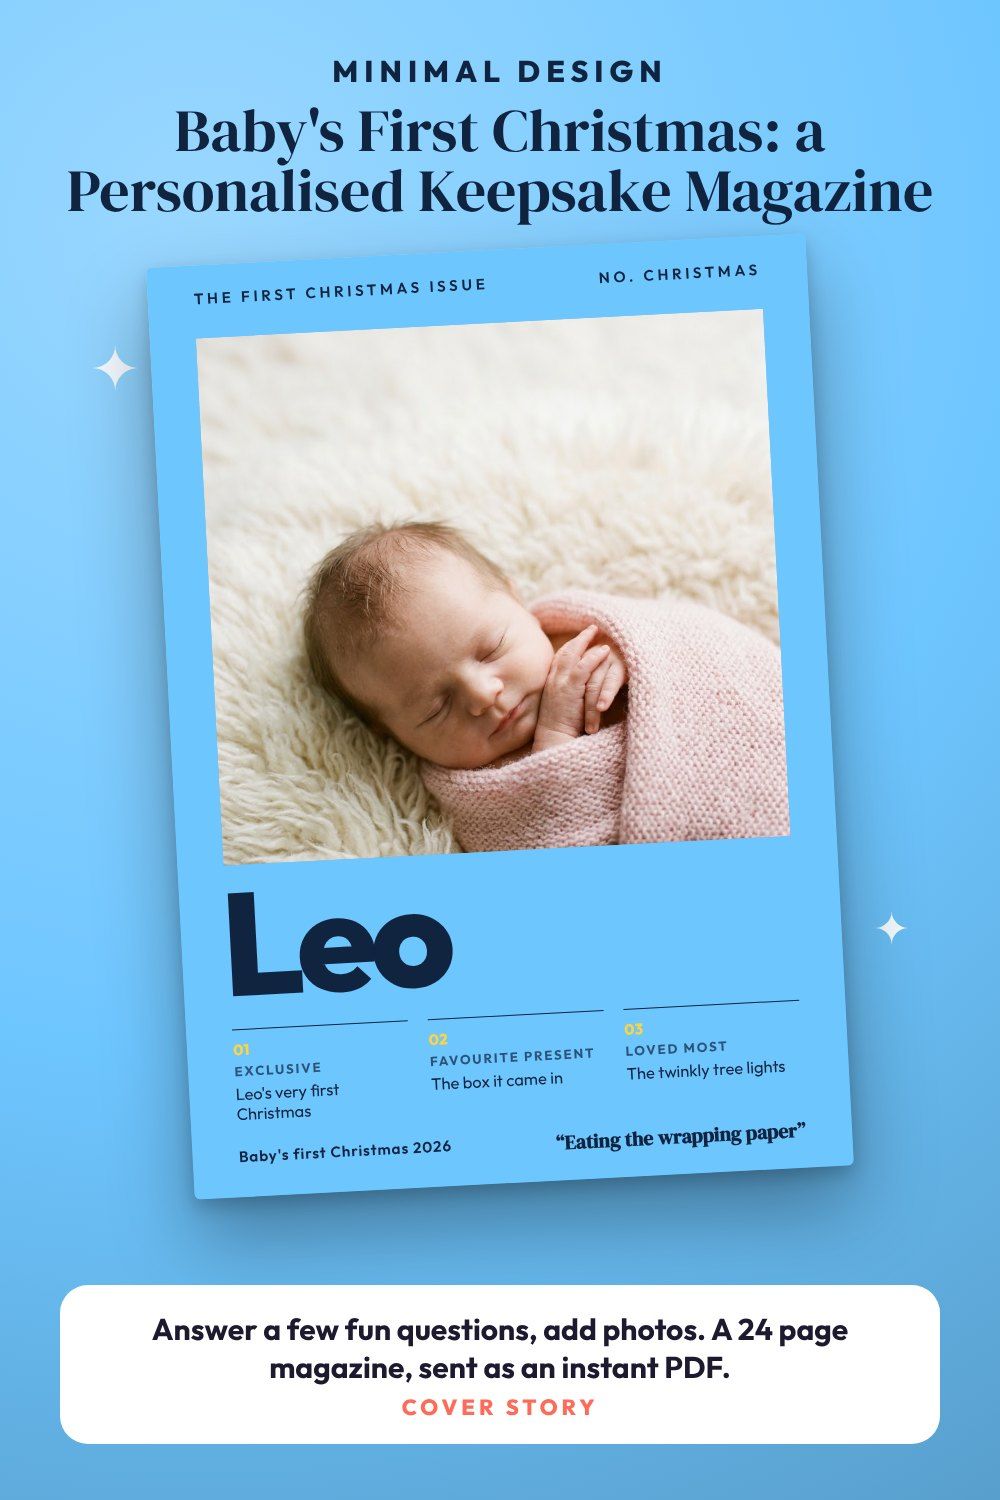 MINIMAL DESIGN
Baby's First Christmas: a
Personalised Keepsake Magazine
THE FIRST CHRISTMAS ISSUE
NO. CHRISTMAS
Leo
01
EXCLUSIVE
Leo's very first
Christmas
02
FAVOURITE PRESENT
The box it came in
03
LOVED MOST
The twinkly tree lights
Baby's first Christmas 2026
“Eating the wrapping paper”
Answer a few fun questions, add photos. A 24 page
magazine, sent as an instant PDF.
COVER STORY